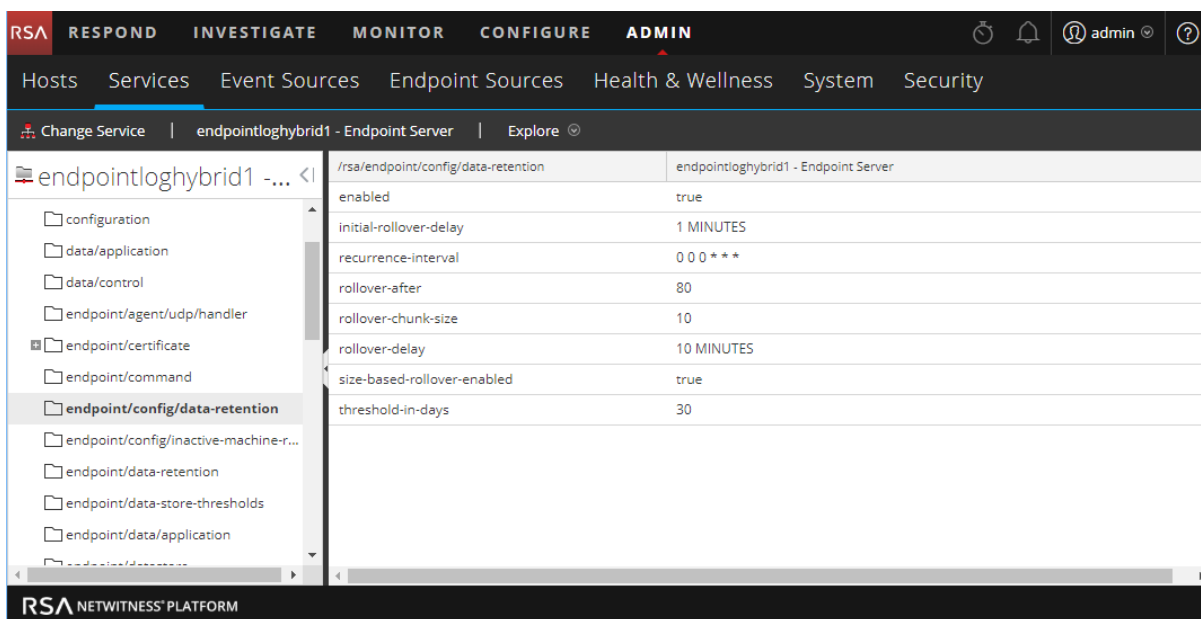 RSA RESPOND INVESTIGATE MONITOR CONFIGURE ADMIN admin ?
Hosts Services Event Sources Endpoint Sources Health & Wellness System Security
Change Service | endpointloghybrid1 - Endpoint Server | Explore
endpointloghybrid1 -...
configuration
data/application
data/control
endpoint/agent/udp/handler
endpoint/certificate
endpoint/command
endpoint/config/data-retention
endpoint/config/inactive-machine-r...
endpoint/data-retention
endpoint/data-store-thresholds
endpoint/data/application
/rsa/endpoint/config/data-retention endpointloghybrid1 - Endpoint Server
enabled true
initial-rollover-delay 1 MINUTES
recurrence-interval 0 0 0 * * *
rollover-after 80
rollover-chunk-size 10
rollover-delay 10 MINUTES
size-based-rollover-enabled true
threshold-in-days 30
RSA NETWITNESS® PLATFORM